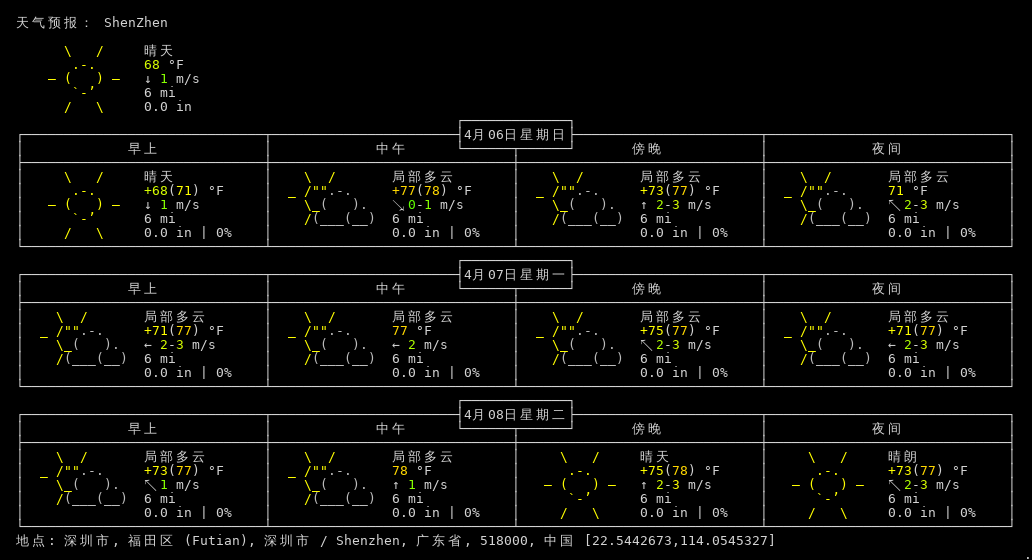 天气预报： ShenZhen
晴天
68 °F
↓ 1 m/s
6 mi
0.0 in
4月06日星期日
早上 中午 傍晚 夜间
晴天 局部多云 局部多云 局部多云
+68(71) °F +77(78) °F +73(77) °F 71 °F
↓ 1 m/s ↘ 0-1 m/s ↑ 2-3 m/s ↖ 2-3 m/s
6 mi 6 mi 6 mi 6 mi
0.0 in | 0% 0.0 in | 0% 0.0 in | 0% 0.0 in | 0%
4月07日星期一
早上 中午 傍晚 夜间
局部多云 局部多云 局部多云 局部多云
+71(77) °F 77 °F +75(77) °F +71(77) °F
← 2-3 m/s ← 2 m/s ↖ 2-3 m/s ← 2-3 m/s
6 mi 6 mi 6 mi 6 mi
0.0 in | 0% 0.0 in | 0% 0.0 in | 0% 0.0 in | 0%
4月08日星期二
早上 中午 傍晚 夜间
局部多云 局部多云 晴天 晴朗
+73(77) °F 78 °F +75(78) °F +73(77) °F
↖ 1 m/s ↑ 1 m/s ↑ 2-3 m/s ↖ 2-3 m/s
6 mi 6 mi 6 mi 6 mi
0.0 in | 0% 0.0 in | 0% 0.0 in | 0% 0.0 in | 0%
地点: 深圳市, 福田区 (Futian), 深圳市 / Shenzhen, 广东省, 518000, 中国 [22.5442673,114.0545327]